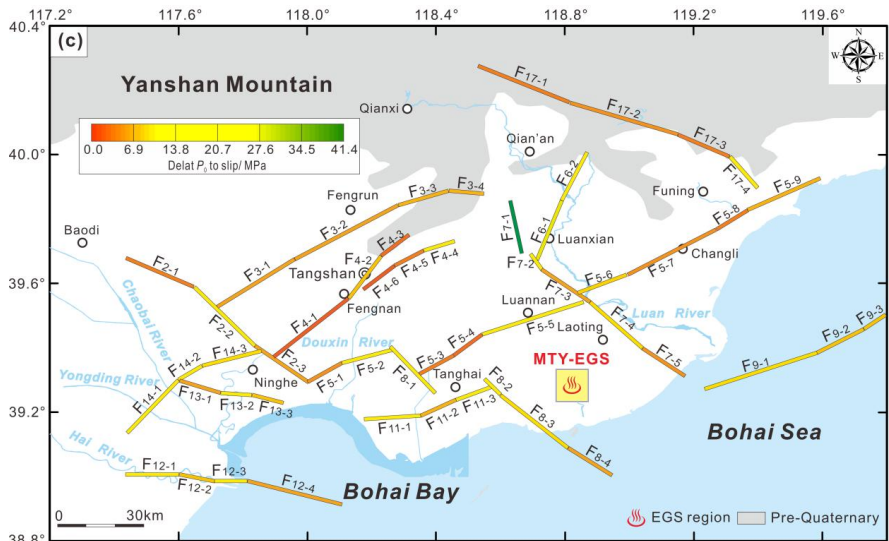 117.2 117.6 118.0 118.4 118.8 119.2 119.6
40.4
40.0
39.6
39.2
38.8
(c)
N
W E
S
Yanshan Mountain
0.0 6.9 13.8 20.7 27.6 34.5 41.4
Delat P₀ to slip/ MPa
Qianxi
Qian'an
Fengrun
Funing
Baodi
Luanxian
Changli
Tangshan
Fengnan
Luannan
Laoting
Ninghe
Tanghai
MTY-EGS
Chaobai River
Yongding River
Hai River
Douxin River
Luan River
Bohai Sea
Bohai Bay
F17-1
F17-2
F17-3
F17-4
F3-4
F3-3
F3-2
F3-1
F6-2
F6-1
F7-1
F7-2
F7-3
F7-4
F7-5
F5-9
F5-8
F5-7
F5-6
F5-5
F5-4
F5-3
F5-2
F5-1
F4-3
F4-2
F4-5
F4-4
F4-6
F4-1
F2-1
F2-2
F2-3
F14-3
F14-2
F14-1
F13-1
F13-2
F13-3
F8-1
F8-2
F8-3
F8-4
F11-1
F11-2
F11-3
F9-1
F9-2
F9-3
F12-1
F12-2
F12-3
F12-4
0 30km
EGS region Pre-Quaternary